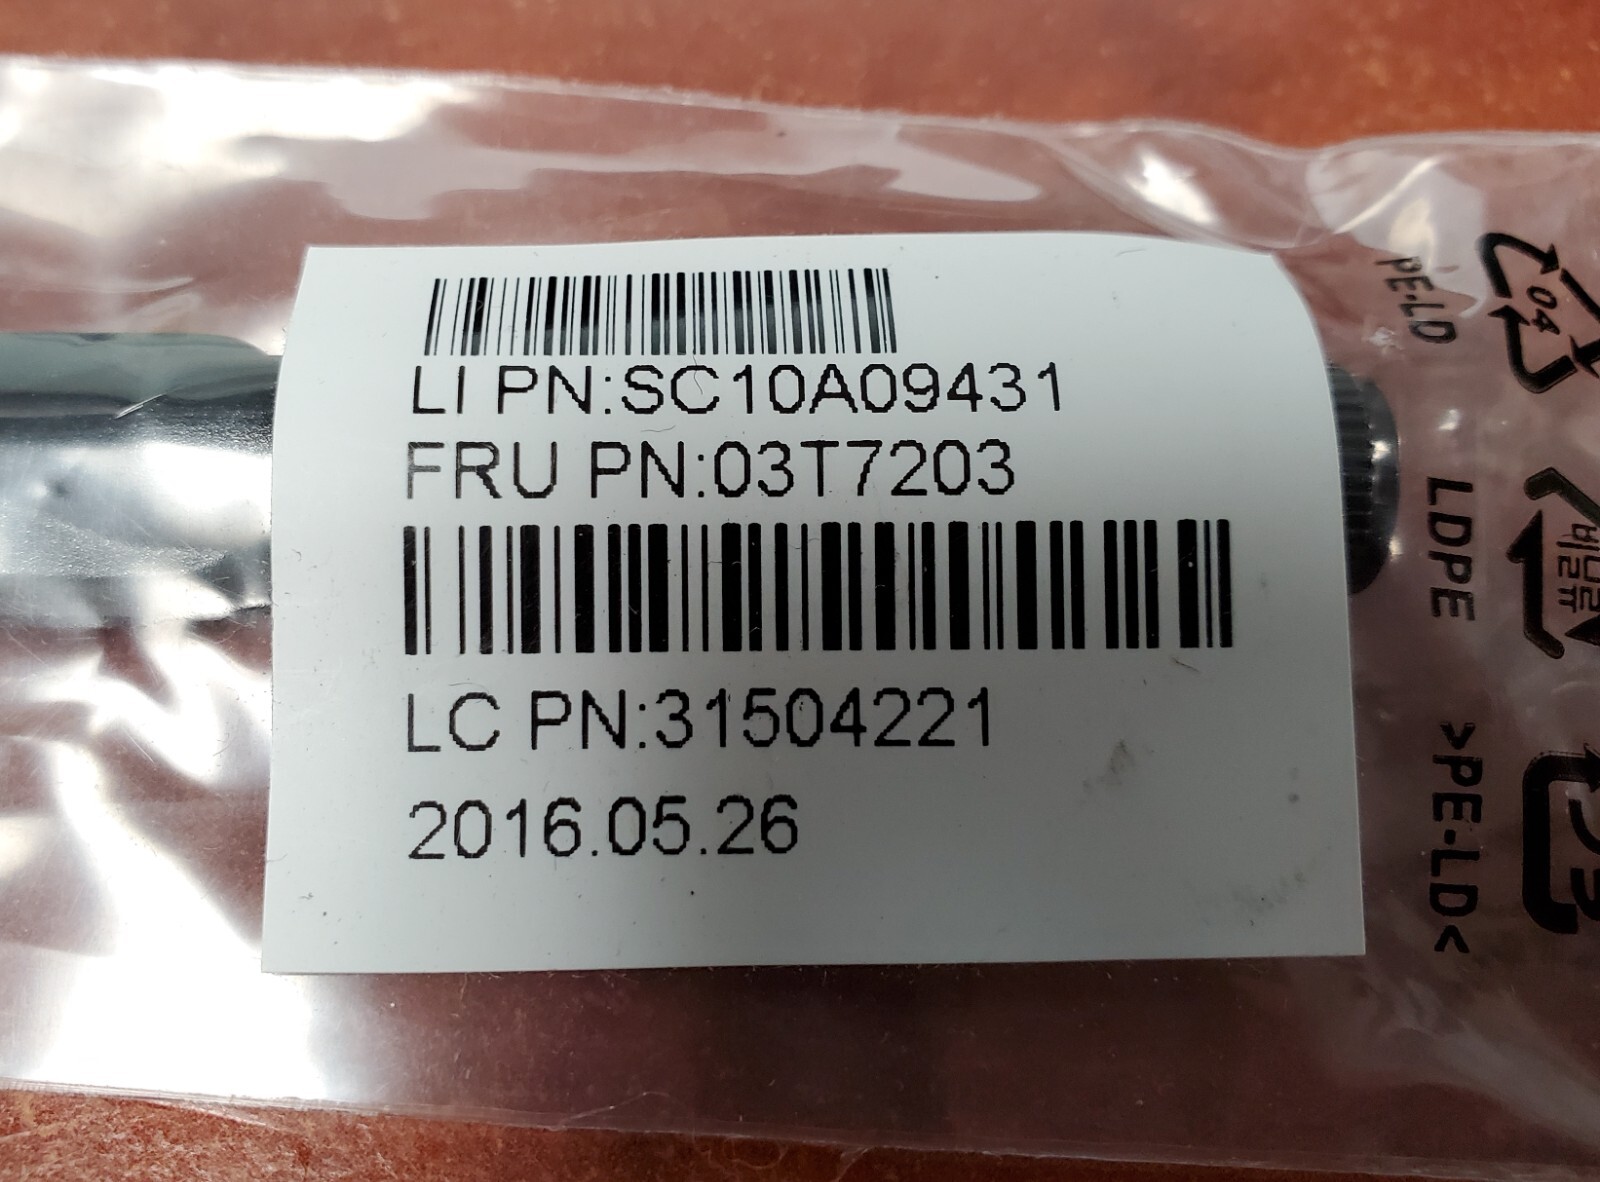 LI PN:SC10A09431
FRU PN:03T7203
LC PN:31504221
2016.05.26
PE-LD
LDPE
>PE-LD<
04
비닐류